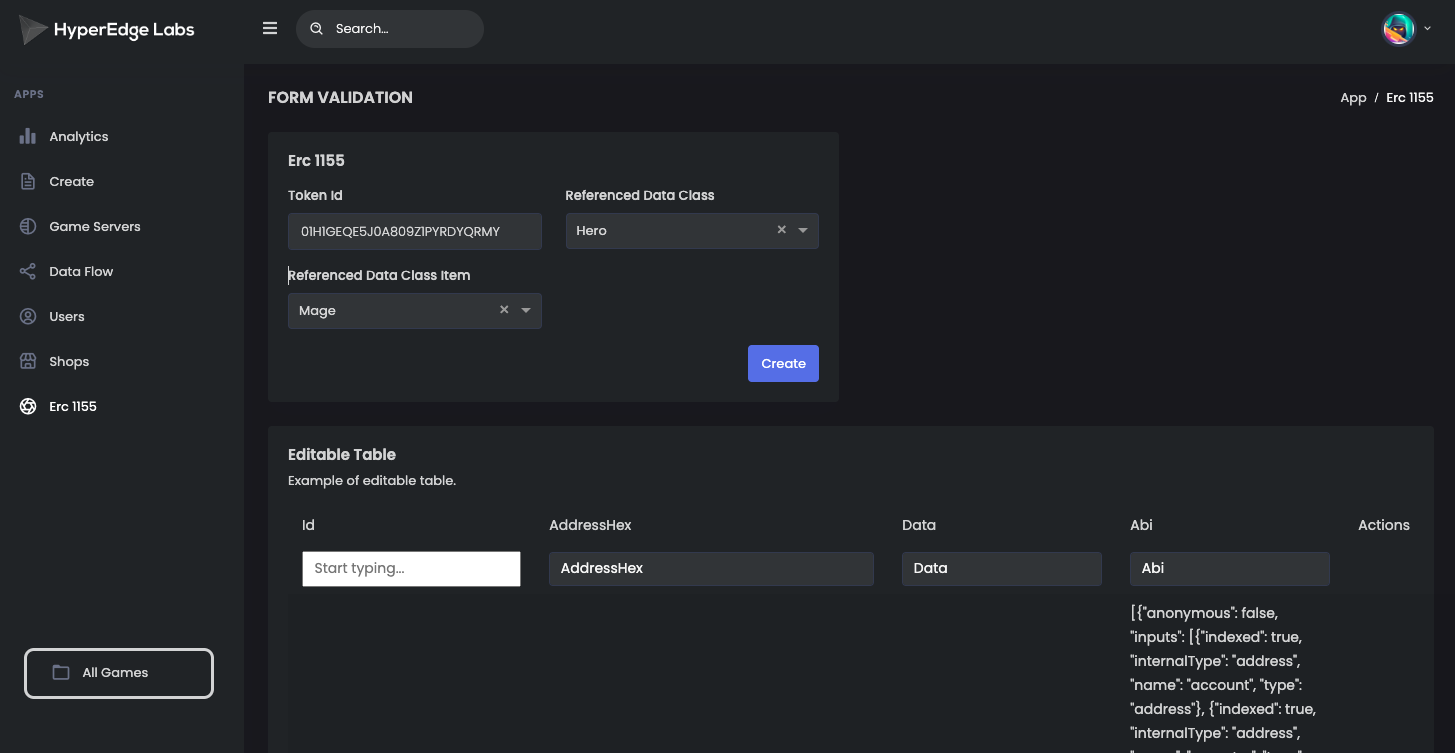 HyperEdge Labs
Search...
APPS
Analytics
Create
Game Servers
Data Flow
Users
Shops
Erc 1155
All Games
FORM VALIDATION
App / Erc 1155
Erc 1155
Token Id
Referenced Data Class
01H1GEQE5J0A809Z1PYRDYQRMY
Hero
Referenced Data Class Item
Mage
Create
Editable Table
Example of editable table.
Id AddressHex Data Abi Actions
Start typing... AddressHex Data Abi
[{"anonymous": false,
"inputs": [{"indexed": true,
"internalType": "address",
"name": "account", "type":
"address"}, {"indexed": true,
"internalType": "address",